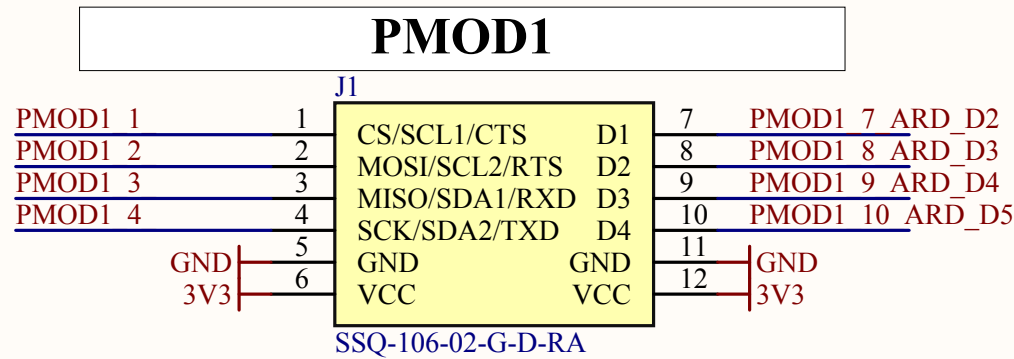 PMOD1
J1
PMOD1_1 1 CS/SCL1/CTS D1 7 PMOD1_7_ARD_D2
PMOD1_2 2 MOSI/SCL2/RTS D2 8 PMOD1_8_ARD_D3
PMOD1_3 3 MISO/SDA1/RXD D3 9 PMOD1_9_ARD_D4
PMOD1_4 4 SCK/SDA2/TXD D4 10 PMOD1_10_ARD_D5
GND 5 GND GND 11 GND
3V3 6 VCC VCC 12 3V3
SSQ-106-02-G-D-RA